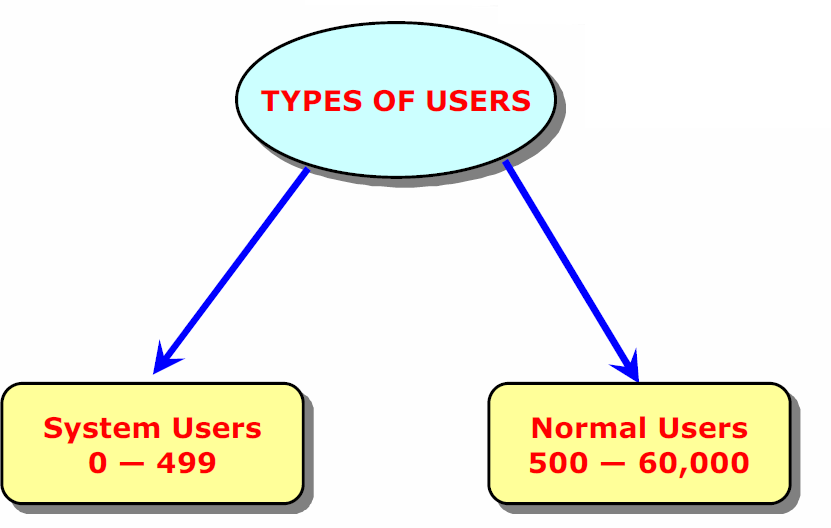 TYPES OF USERS
System Users
0 — 499
Normal Users
500 — 60,000